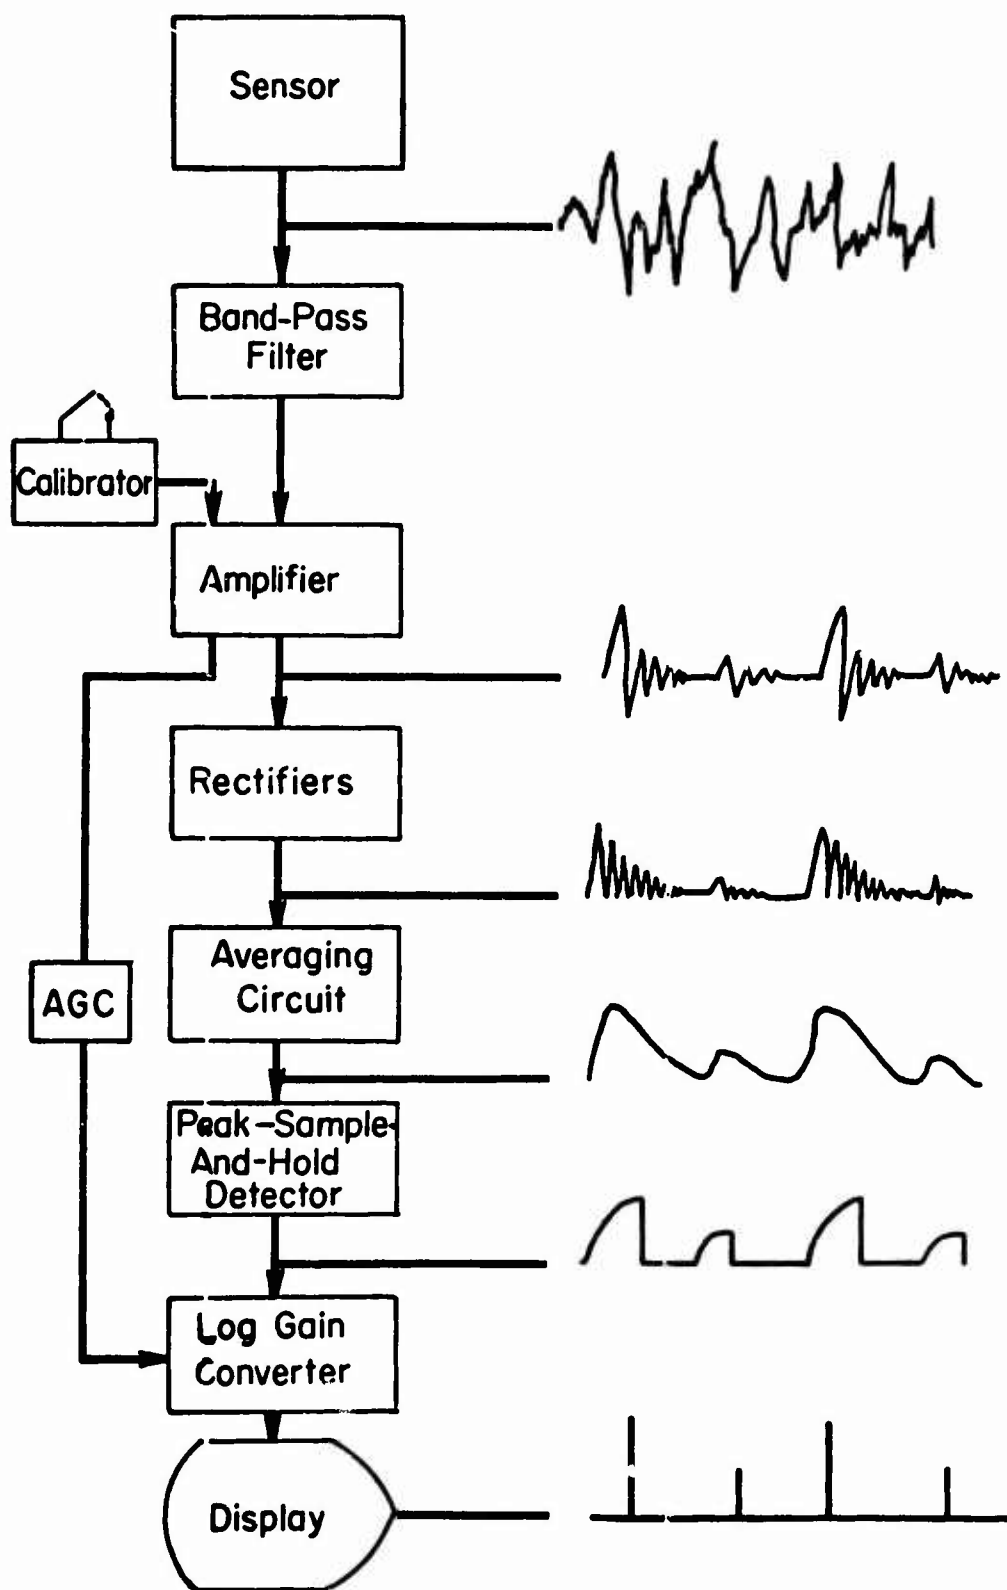 Sensor
Band-Pass
Filter
Calibrator
Amplifier
Rectifiers
Averaging
Circuit
AGC
Peak-Sample-
And-Hold
Detector
Log Gain
Converter
Display